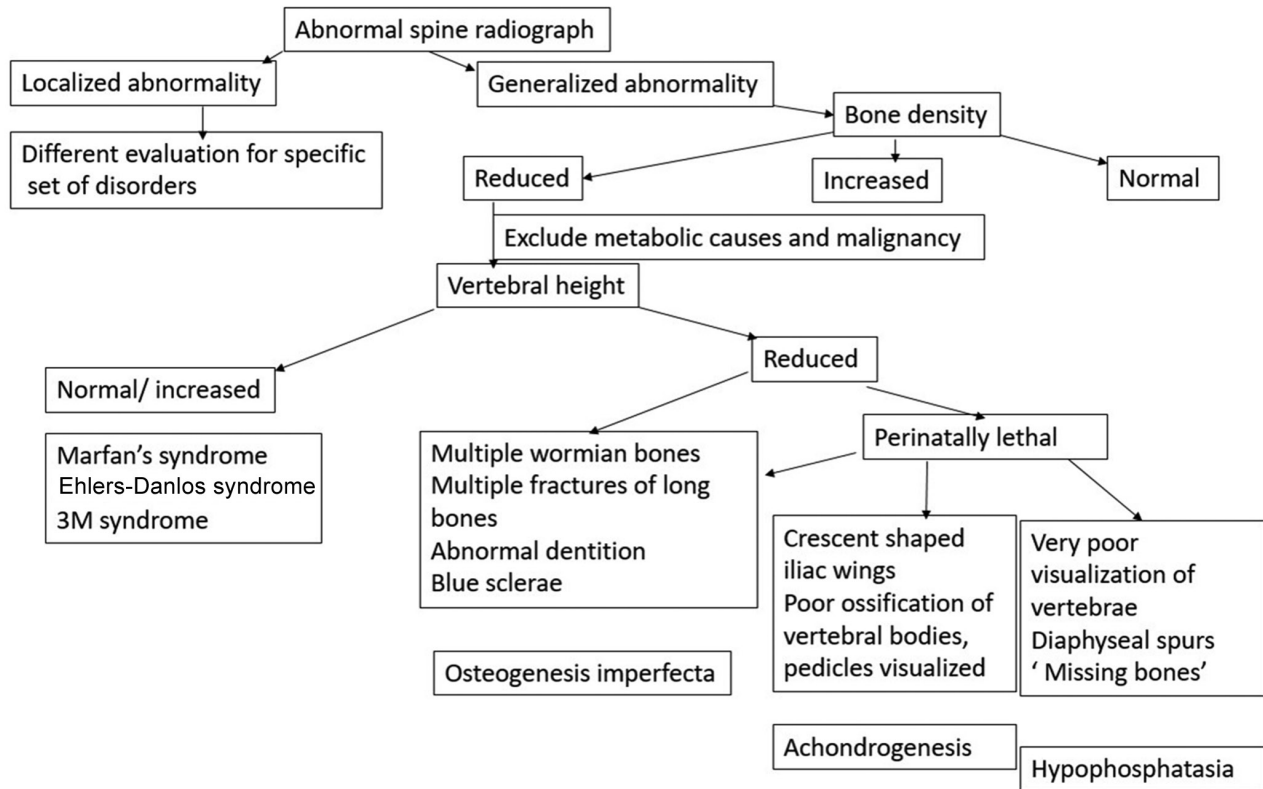 Abnormal spine radiograph
Localized abnormality
Generalized abnormality
Bone density
Different evaluation for specific
set of disorders
Reduced
Increased
Normal
Exclude metabolic causes and malignancy
Vertebral height
Reduced
Normal/ increased
Perinatally lethal
Marfan’s syndrome
Ehlers-Danlos syndrome
3M syndrome
Multiple wormian bones
Multiple fractures of long
bones
Abnormal dentition
Blue sclerae
Crescent shaped
iliac wings
Poor ossification of
vertebral bodies,
pedicles visualized
Very poor
visualization of
vertebrae
Diaphyseal spurs
‘ Missing bones’
Osteogenesis imperfecta
Achondrogenesis
Hypophosphatasia